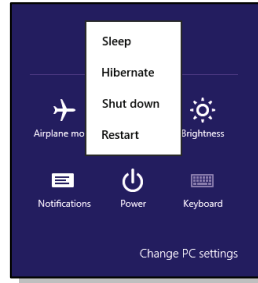 Sleep
Hibernate
Shut down
Restart
Airplane mo
Brightness
Notifications
Power
Keyboard
Change PC settings